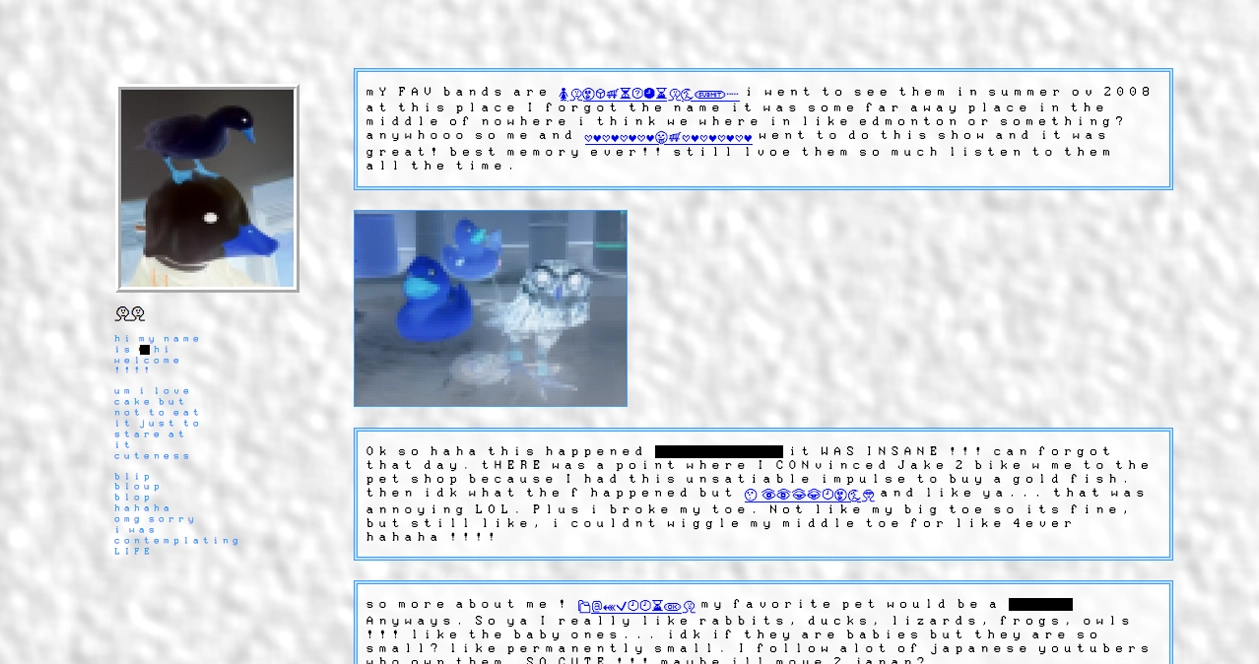 hi my name
is hi
welcome
!!!!
um i love
cake but
not to eat
it just to
stare at
it
cuteness
blip
bloup
blop
hahaha
omg sorry
i was
contemplating
LIFE
mY FAV bands are i went to see them in summer ov 2008
at this place I forgot the name it was some far away place in the
middle of nowhere i think we where in like edmonton or something?
anywhooo so me and went to do this show and it was
great! best memory ever!! still lvoe them so much listen to them
all the time.
Ok so haha this happened it WAS INSANE !!! can forgot
that day. tHERE was a point where I CONvinced Jake 2 bike w me to the
pet shop because I had this unsatiable impulse to buy a gold fish.
then idk what the f happened but and like ya... that was
annoying LOL. Plus i broke my toe. Not like my big toe so its fine,
but still like, i couldnt wiggle my middle toe for like 4ever
hahaha !!!!
so more about me ! my favorite pet would be a
Anyways. So ya I really like rabbits, ducks, lizards, frogs, owls
!!! like the baby ones... idk if they are babies but they are so
small? like permanently small. I follow alot of japanese youtubers
who own them. SO CUTE !!! maybe ill move 2 japan?